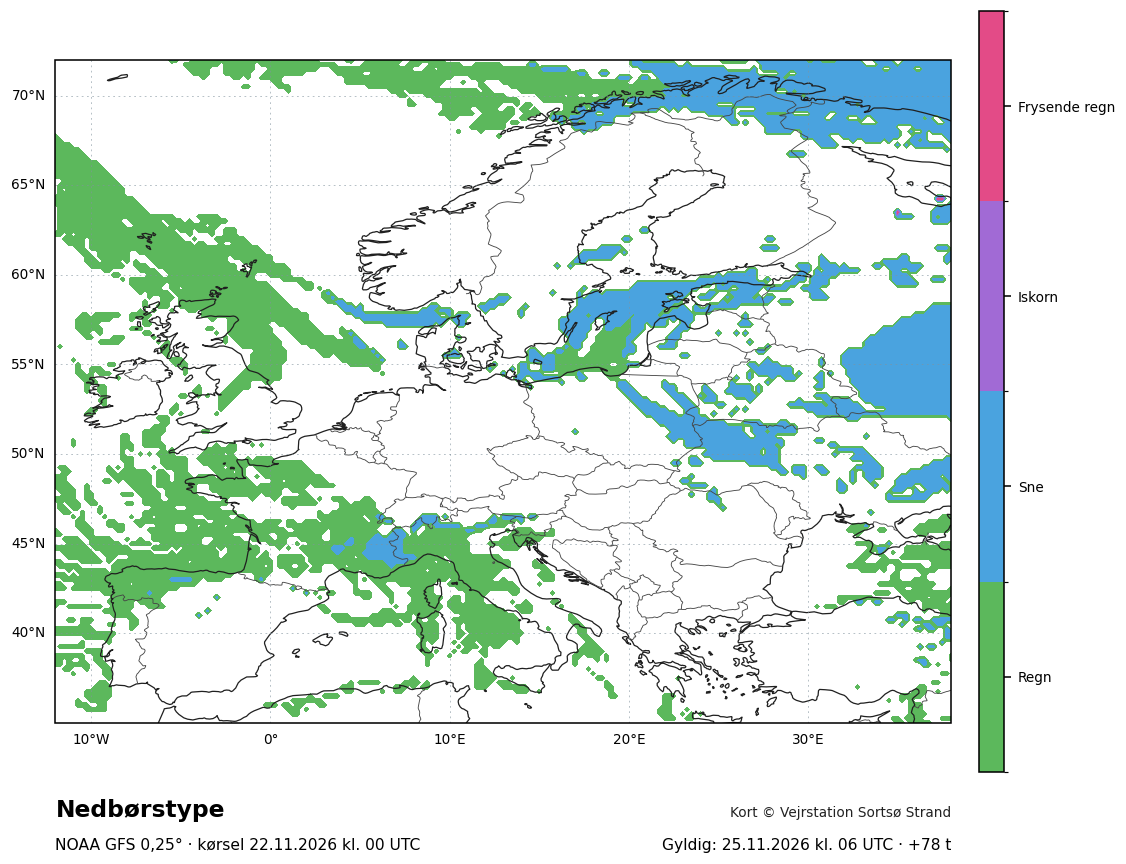 70°N
65°N
60°N
55°N
50°N
45°N
40°N
10°W
0°
10°E
20°E
30°E
Frysende regn
Iskorn
Sne
Regn
Nedbørstype
Kort © Vejrstation Sortsø Strand
NOAA GFS 0,25° · kørsel 22.11.2026 kl. 00 UTC
Gyldig: 25.11.2026 kl. 06 UTC · +78 t